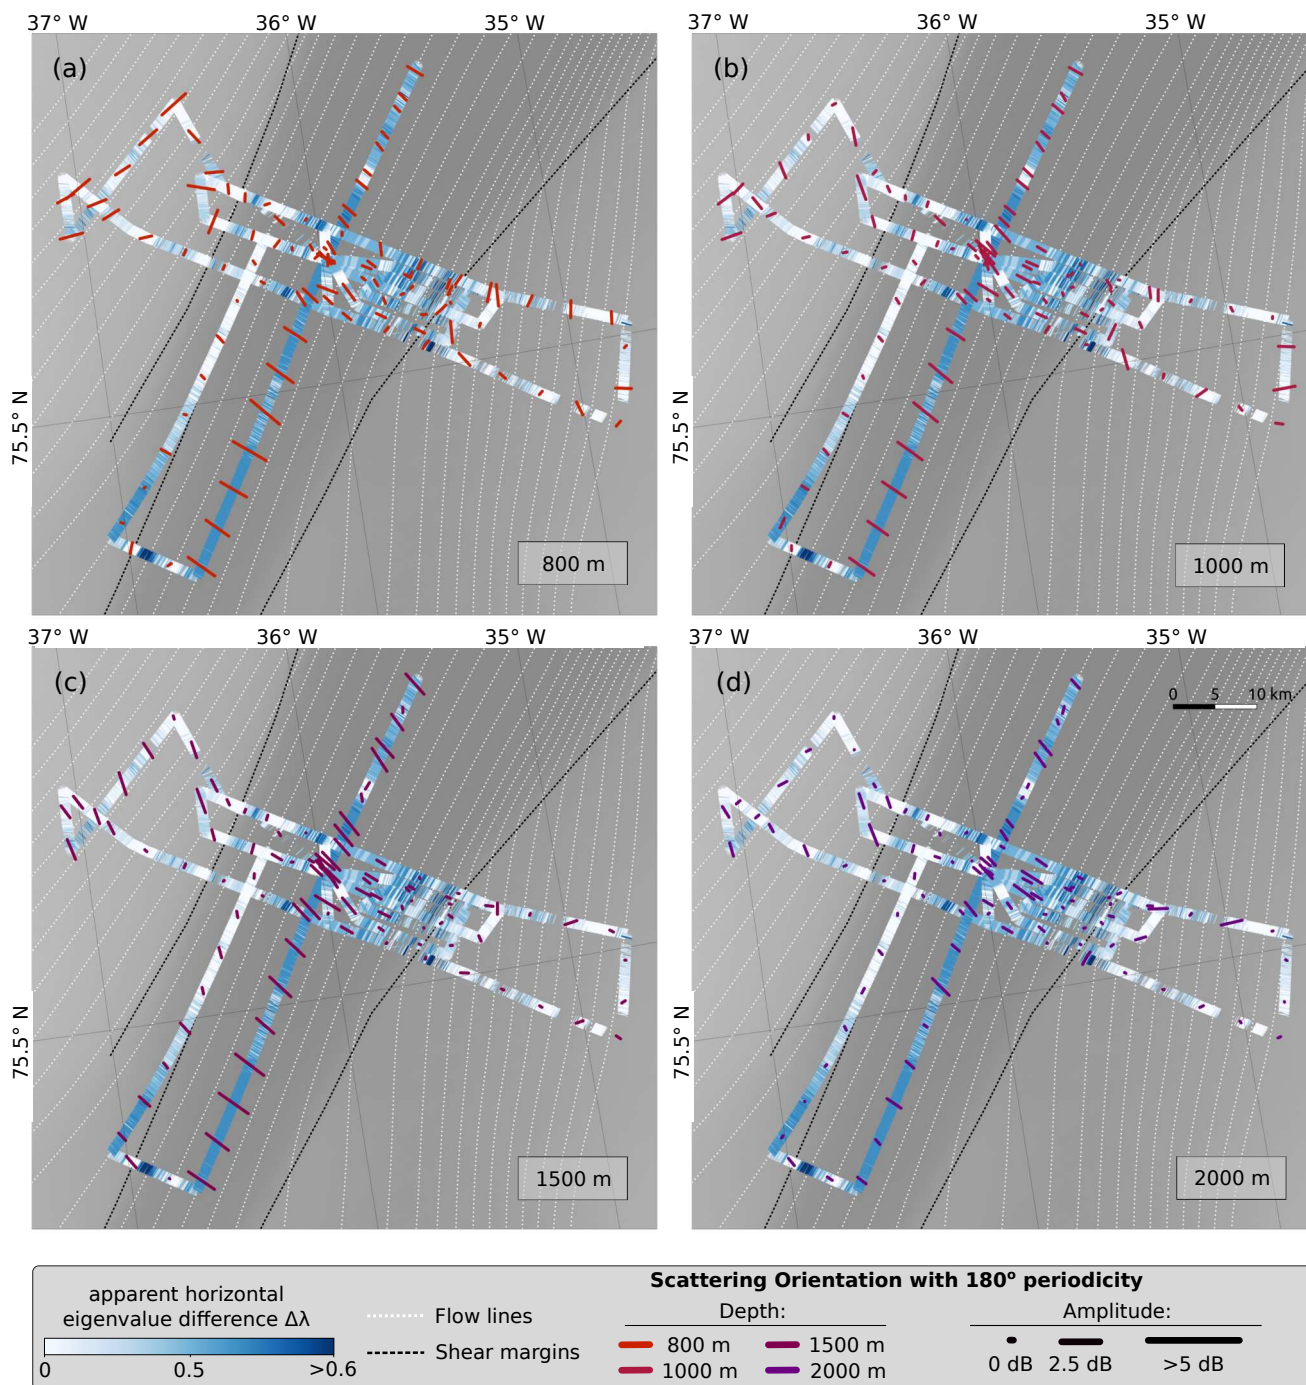 37° W 36° W 35° W 37° W 36° W 35° W
(a) (b)
75.5° N 75.5° N
800 m 1000 m
37° W 36° W 35° W 37° W 36° W 35° W
(c) (d)
0 5 10 km
75.5° N 75.5° N
1500 m 2000 m
Scattering Orientation with 180° periodicity
apparent horizontal
eigenvalue difference Δλ
0 0.5 >0.6
Flow lines
Shear margins
Depth:
800 m 1500 m
1000 m 2000 m
Amplitude:
0 dB 2.5 dB >5 dB